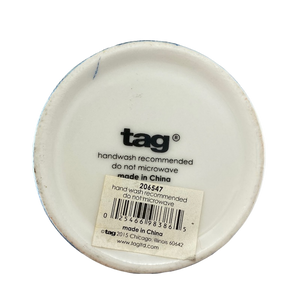 tag®
handwash recommended
do not microwave
made in China
206547
hand wash recommended
do not microwave
made in China
© tag 2015 Chicago, Illinois 60642
www.tagltd.com